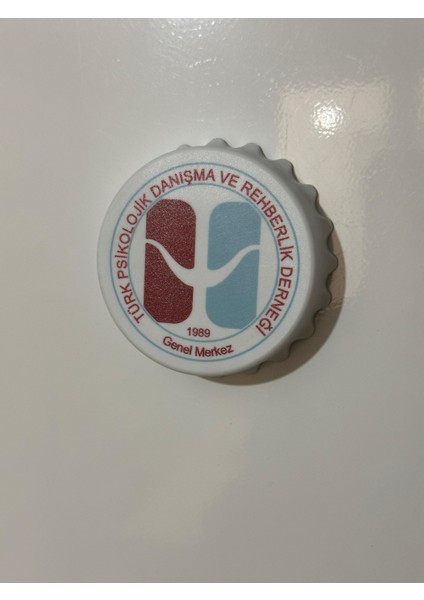 TÜRK PSİKOLOJİK DANIŞMA VE REHBERLİK DERNEĞİ
1989
Genel Merkez